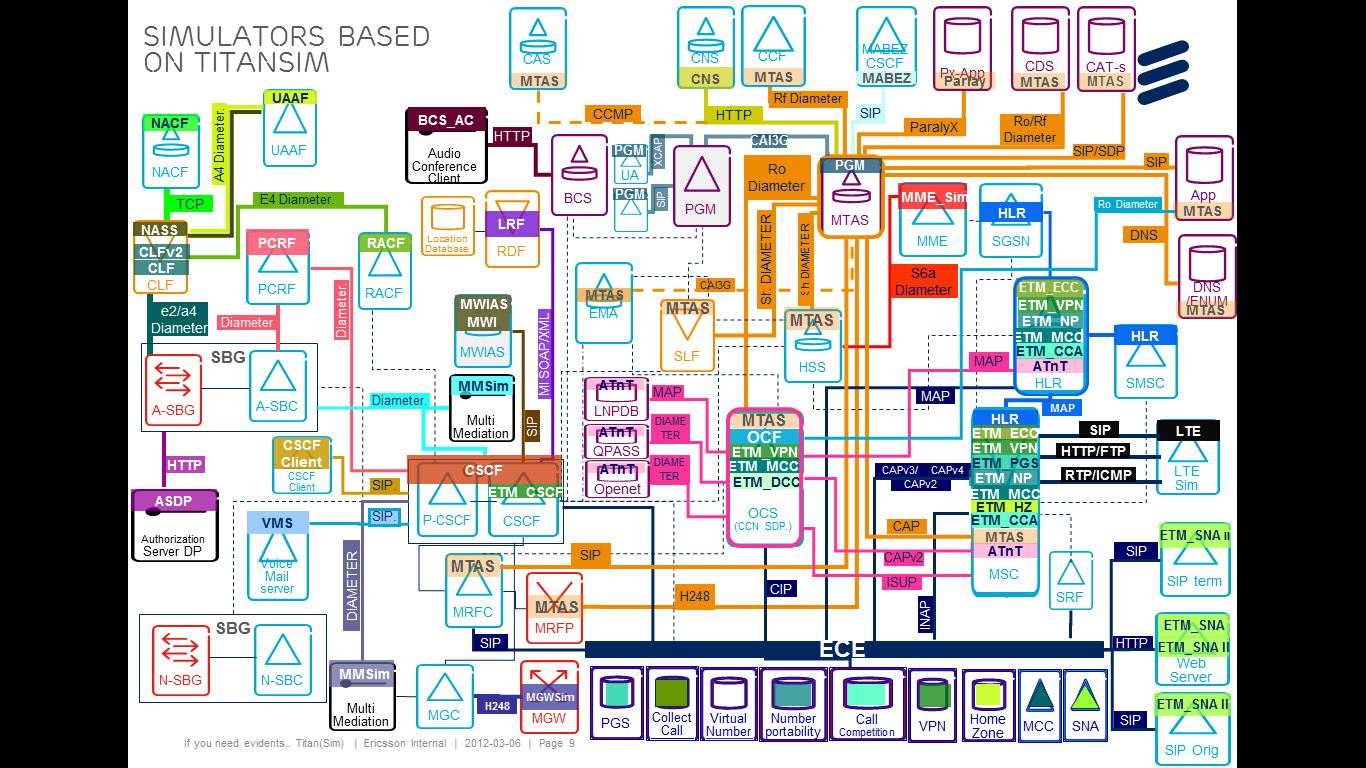 SIMULATORS BASED
ON TITANSIM
CAS
MTAS
CNS
CNS
CCF
MTAS
MABEZ
CSCF
MABEZ
Px-App
Parlay
CDS
MTAS
CAT-s
MTAS
Rf Diameter
CCMP
HTTP
SIP
ParalyX
Ro/Rf
Diameter
SIP/SDP
SIP
App
MTAS
Ro Diameter
DNS
DNS
/ENUM
MTAS
UAAF
UAAF
NACF
NACF
A4 Diameter.
TCP
E4 Diameter.
NASS
CLFv2
CLF
CLF
PCRF
PCRF
RACF
RACF
e2/a4
Diameter
Diameter
Diameter.
BCS_AC
Audio
Conference
Client
HTTP
BCS
PGM
UA
PGM
XCAP
SIP
PGM
CAI3G
Ro
Diameter
PGM
MTAS
MME_Sim
MME
HLR
SGSN
S6a
Diameter
Location
Database
LRF
RDF
MTAS
EMA
CAI3G
Sh DIAMETER
MTAS
SLF
MTAS
HSS
MWIAS
MWI
MWIAS
MI SOAP/XML
SIP
SBG
A-SBG
A-SBC
MMSim
Multi
Mediation
Diameter.
ETM_ECC
ETM_VPN
ETM_NP
ETM_MCC
ETM_CCA
ATnT
HLR
HLR
SMSC
MAP
MAP
MAP
ATnT
LNPDB
ATnT
QPASS
ATnT
Openet
MAP
DIAME
TER
DIAME
TER
MTAS
OCF
ETM_VPN
ETM_MCC
ETM_DCC
OCS
(CCN SDP.)
HLR
ETM_ECC
ETM_VPN
ETM_PGS
ETM_NP
ETM_MCC
ETM_HZ
ETM_CCA
MTAS
ATnT
MSC
SIP
HTTP/FTP
RTP/ICMP
LTE
LTE
Sim
CAPv3/ CAPv4
CAPv2
CAP
CAPv2
ISUP
INAP
CIP
SRF
HTTP
ASDP
Authorization
Server DP
CSCF
Client
CSCF
Client
SIP.
VMS
Voice
Mail
server
SIP.
CSCF
P-CSCF
ETM_CSCF
CSCF
DIAMETER
MTAS
MRFC
SIP
MTAS
MRFP
H248
SIP
SBG
N-SBG
N-SBC
MMSim
Multi
Mediation
MGC
H248
MGWSim
MGW
ECE
PGS
Collect
Call
Virtual
Number
Number
portability
Call
Competition
VPN
Home
Zone
MCC
SNA
SIP
HTTP
SIP
ETM_SNA II
SIP term
ETM_SNA
ETM_SNA II
Web
Server
ETM_SNA II
SIP Orig
If you need evidents.. Titan(Sim) | Ericsson Internal | 2012-03-06 | Page 9